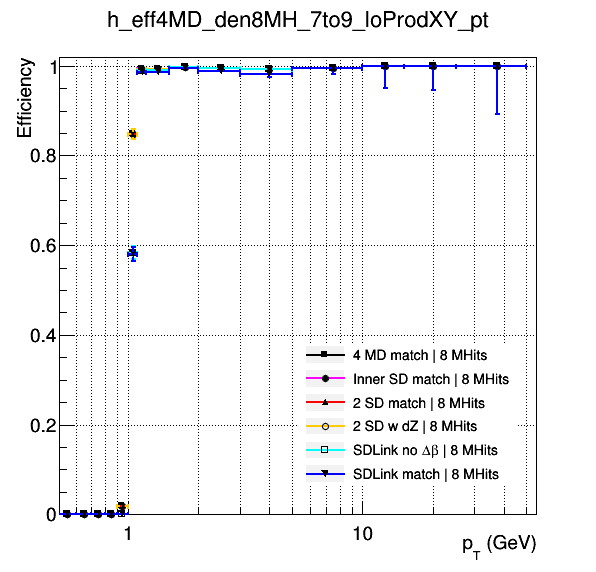 h_eff4MD_den8MH_7to9_loProdXY_pt
Efficiency
1
0.8
0.6
0.4
0.2
0
4 MD match | 8 MHits
Inner SD match | 8 MHits
2 SD match | 8 MHits
2 SD w dZ | 8 MHits
SDLink no Δβ | 8 MHits
SDLink match | 8 MHits
1
10
p_T (GeV)